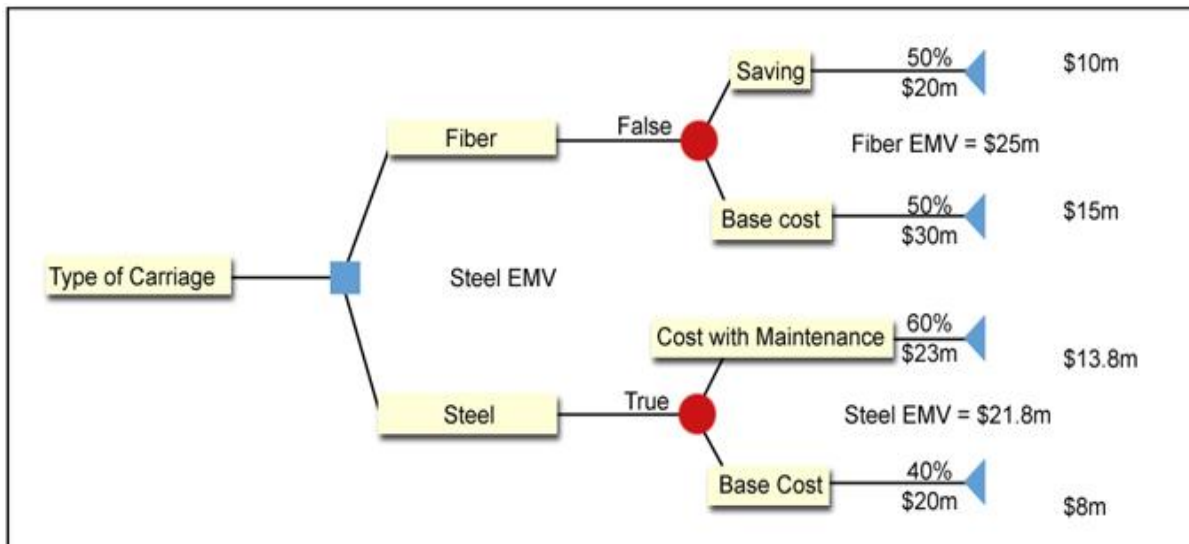 50%
Saving
$20m
$10m
False
Fiber
Fiber EMV = $25m
50%
Base cost
$30m
$15m
Type of Carriage
Steel EMV
60%
Cost with Maintenance
$23m
$13.8m
True
Steel
Steel EMV = $21.8m
40%
Base Cost
$20m
$8m